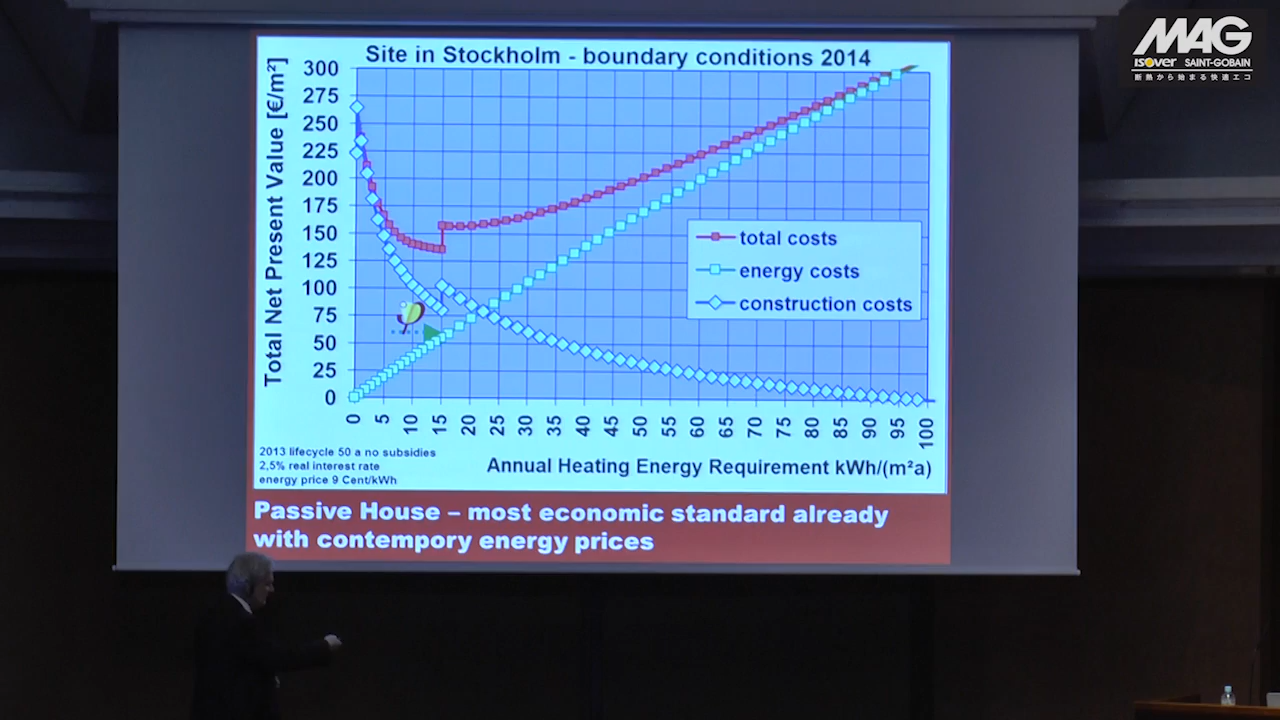 MAG
isover SAINT-GOBAIN
断熱から始まる快適エコ
Site in Stockholm - boundary conditions 2014
Total Net Present Value [€/m²]
300
275
250
225
200
175
150
125
100
75
50
25
0
total costs
energy costs
construction costs
0 5 10 15 20 25 30 35 40 45 50 55 60 65 70 75 80 85 90 95 100
Annual Heating Energy Requirement kWh/(m²a)
2013 lifecycle 50 a no subsidies
2,5% real interest rate
energy price 9 Cent/kWh
Passive House – most economic standard already
with contempory energy prices